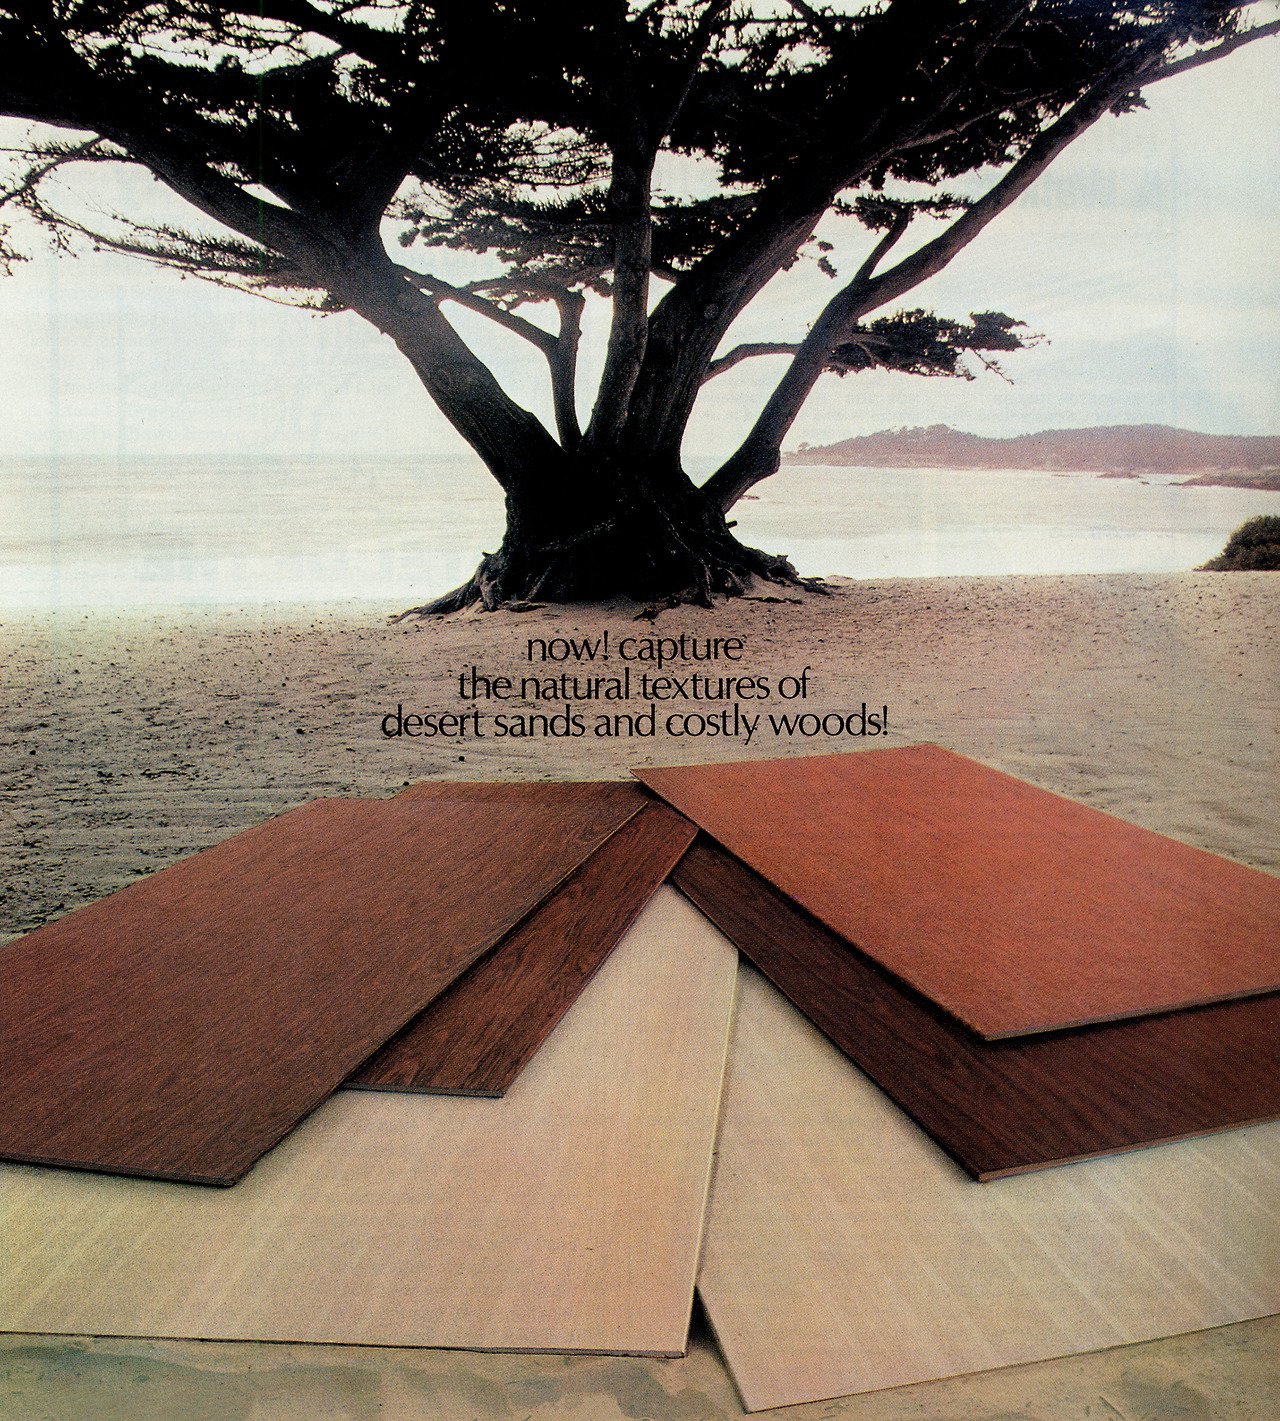 now! capture
the natural textures of
desert sands and costly woods!